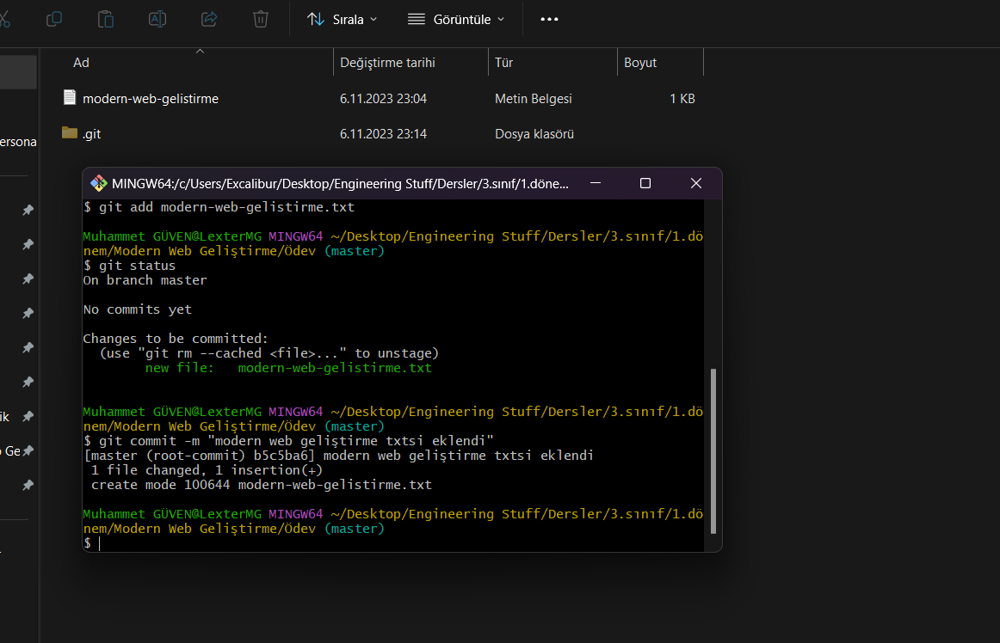 Sırala
Görüntüle
Ad
Değiştirme tarihi
Tür
Boyut
modern-web-gelistirme
6.11.2023 23:04
Metin Belgesi
1 KB
.git
6.11.2023 23:14
Dosya klasörü
ersona
ik
Ge
MINGW64:/c/Users/Excalibur/Desktop/Engineering Stuff/Dersler/3.sınıf/1.döne...
$ git add modern-web-gelistirme.txt
Muhammet GÜVEN@LexterMG MINGW64 ~/Desktop/Engineering Stuff/Dersler/3.sınıf/1.dö
nem/Modern Web Geliştirme/Ödev (master)
$ git status
On branch master
No commits yet
Changes to be committed:
(use "git rm --cached <file>..." to unstage)
new file: modern-web-gelistirme.txt
Muhammet GÜVEN@LexterMG MINGW64 ~/Desktop/Engineering Stuff/Dersler/3.sınıf/1.dö
nem/Modern Web Geliştirme/Ödev (master)
$ git commit -m "modern web geliştirme txtsi eklendi"
[master (root-commit) b5c5ba6] modern web geliştirme txtsi eklendi
1 file changed, 1 insertion(+)
create mode 100644 modern-web-gelistirme.txt
Muhammet GÜVEN@LexterMG MINGW64 ~/Desktop/Engineering Stuff/Dersler/3.sınıf/1.dö
nem/Modern Web Geliştirme/Ödev (master)
$